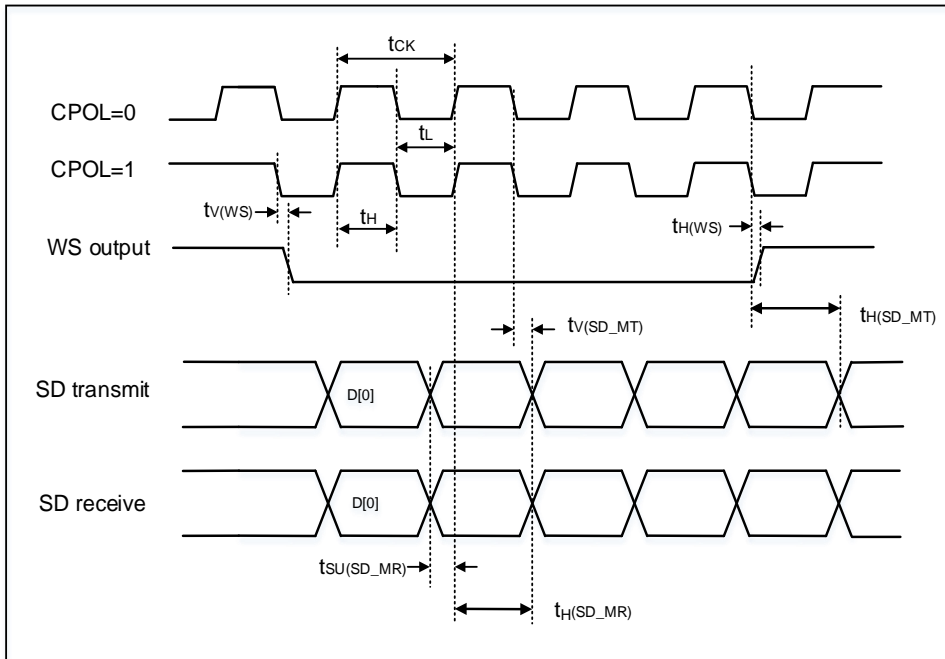 tCK
CPOL=0
tL
CPOL=1
tV(WS)
tH
tH(WS)
WS output
tV(SD_MT)
tH(SD_MT)
SD transmit
D[0]
SD receive
D[0]
tSU(SD_MR)
tH(SD_MR)